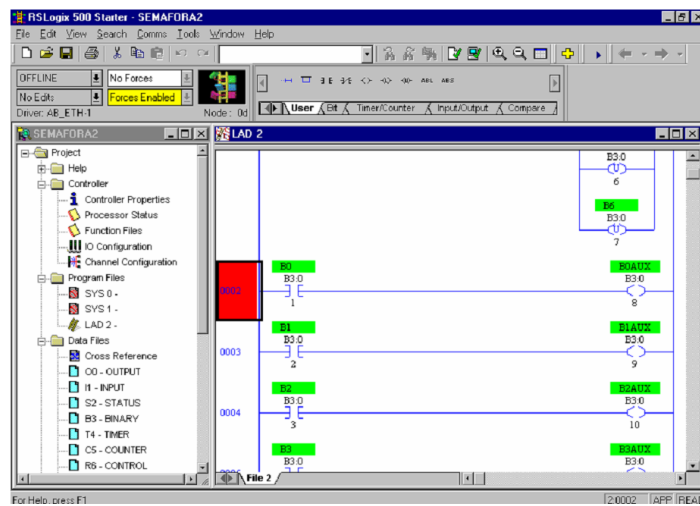 RSLogix 500 Starter - SEMAFORA2
File Edit View Search Comms Tools Window Help
OFFLINE No Forces
No Edits Forces Enabled
Driver: AB_ETH-1 Node: 0d
ABL ABS
User Bit Timer/Counter Input/Output Compare
SEMAFORA2
Project
Help
Controller
Controller Properties
Processor Status
Function Files
IO Configuration
Channel Configuration
Program Files
SYS 0 -
SYS 1 -
LAD 2 -
Data Files
Cross Reference
O0 - OUTPUT
I1 - INPUT
S2 - STATUS
B3 - BINARY
T4 - TIMER
C5 - COUNTER
R6 - CONTROL
LAD 2
B3:0
U
6
B6
B3:0
U
7
0002
B0
B3:0
1
B0AUX
B3:0
8
0003
B1
B3:0
2
B1AUX
B3:0
9
0004
B2
B3:0
3
B2AUX
B3:0
10
B3
B3:0
B3AUX
B3:0
File 2
For Help, press F1
2:0002 APP REA